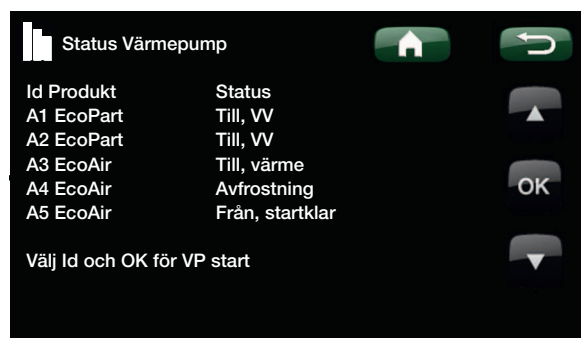 Status Värmepump
Id Produkt Status
A1 EcoPart Till, VV
A2 EcoPart Till, VV
A3 EcoAir Till, värme
A4 EcoAir Avfrostning
A5 EcoAir Från, startklar
OK
Välj Id och OK för VP start